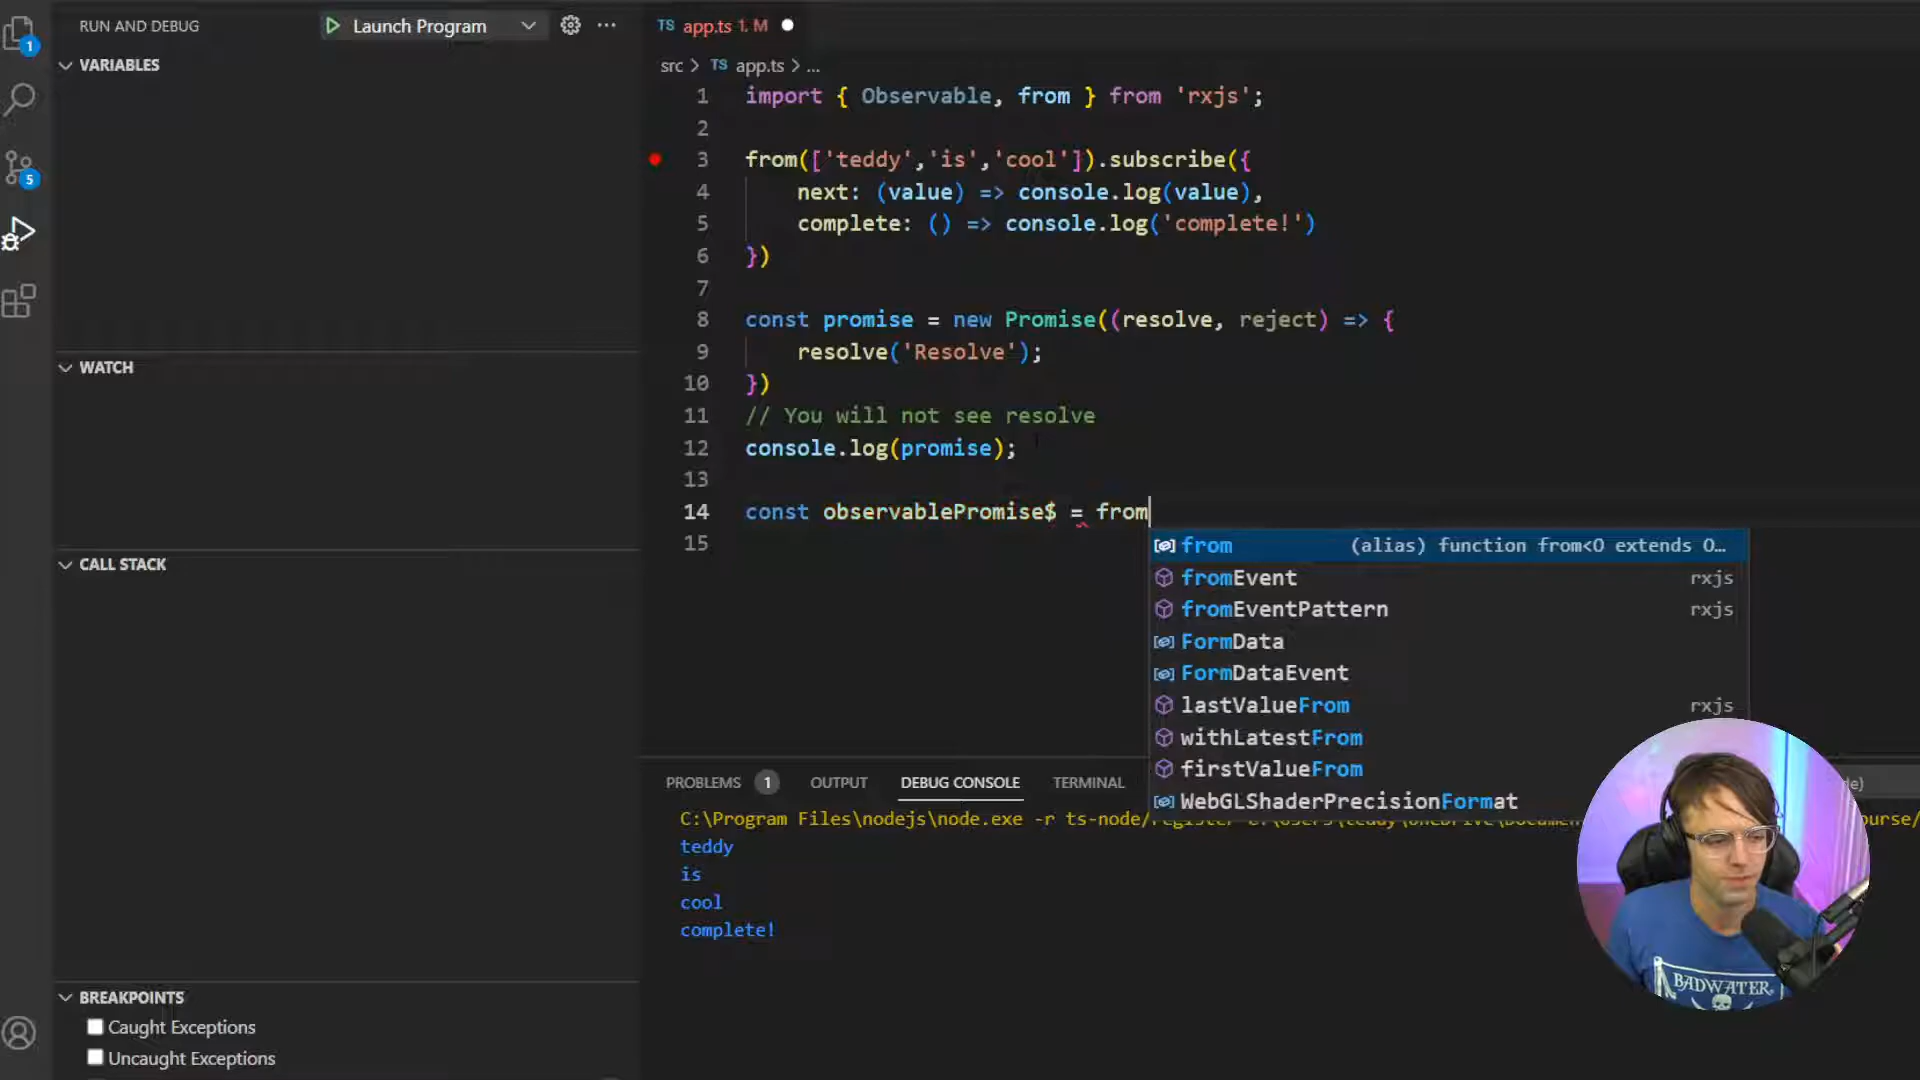 RUN AND DEBUG
Launch Program
VARIABLES
WATCH
CALL STACK
BREAKPOINTS
Caught Exceptions
Uncaught Exceptions
1
5
TS app.ts 1, M
src > TS app.ts > ...
1 import { Observable, from } from 'rxjs';
2
3 from(['teddy','is','cool']).subscribe({
4 next: (value) => console.log(value),
5 complete: () => console.log('complete!')
6 })
7
8 const promise = new Promise((resolve, reject) => {
9 resolve('Resolve');
10 })
11 // You will not see resolve
12 console.log(promise);
13
14 const observablePromise$ = from
15
from (alias) function from<O extends O…
fromEvent rxjs
fromEventPattern rxjs
FormData
FormDataEvent
lastValueFrom rxjs
withLatestFrom
firstValueFrom
WebGLShaderPrecisionFormat
PROBLEMS 1 OUTPUT DEBUG CONSOLE TERMINAL
C:\Program Files\nodejs\node.exe -r ts-node/register
teddy
is
cool
complete!
BADWATER